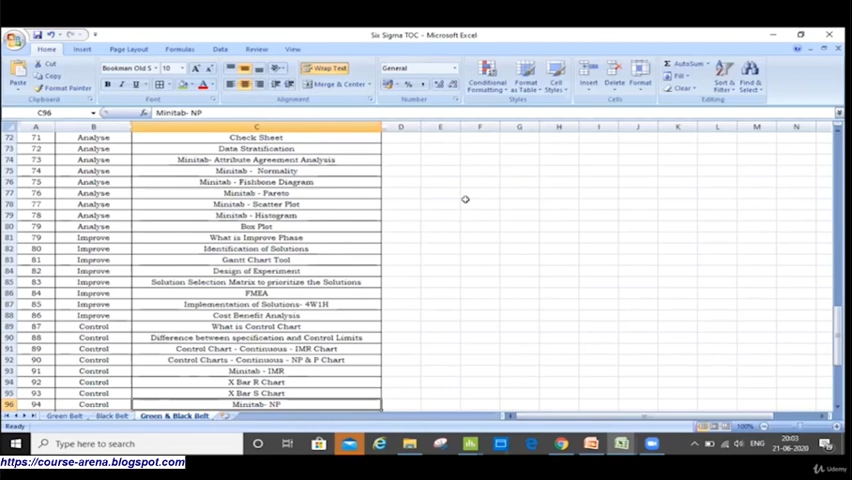 Six Sigma TOC - Microsoft Excel
Home Insert Page Layout Formulas Data Review View
Paste
Cut
Copy
Format Painter
Clipboard
Bookman Old S 10
Font
Wrap Text
Merge & Center
Alignment
General
Number
Conditional Formatting
Format as Table
Cell Styles
Styles
Insert Delete Format
Cells
AutoSum
Fill
Clear
Sort & Filter
Find & Select
Editing
C96 Minitab- NP
A B C D E F G H I J K L M N
72 71 Analyse Check Sheet
73 72 Analyse Data Stratification
74 73 Analyse Minitab- Attribute Agreement Analysis
75 74 Analyse Minitab - Normality
76 75 Analyse Minitab - Fishbone Diagram
77 76 Analyse Minitab - Pareto
78 77 Analyse Minitab - Scatter Plot
79 78 Analyse Minitab - Histogram
80 79 Analyse Box Plot
81 79 Improve What is Improve Phase
82 80 Improve Identification of Solutions
83 81 Improve Gantt Chart Tool
84 82 Improve Design of Experiment
85 83 Improve Solution Selection Matrix to prioritize the Solutions
86 84 Improve FMEA
87 85 Improve Implementation of Solutions- 4W1H
88 86 Improve Cost Benefit Analysis
89 87 Control What is Control Chart
90 88 Control Difference between specification and Control Limits
91 89 Control Control Chart - Continuous - IMR Chart
92 90 Control Control Charts - Continuous - NP & P Chart
93 91 Control Minitab - IMR
94 92 Control X Bar R Chart
95 93 Control X Bar S Chart
96 94 Control Minitab- NP
Green Belt Black Belt Green & Black Belt
Ready 100%
Type here to search
ENG
20:03
21-06-2020
https://course-arena.blogspot.com
Udemy